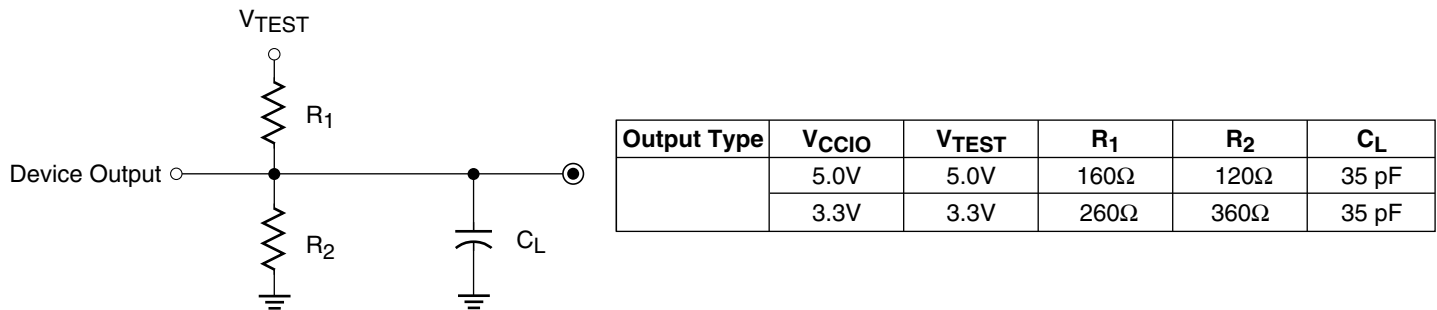 VTEST
R1
Device Output
R2
CL
Output Type VCCIO VTEST R1 R2 CL
5.0V 5.0V 160Ω 120Ω 35 pF
3.3V 3.3V 260Ω 360Ω 35 pF